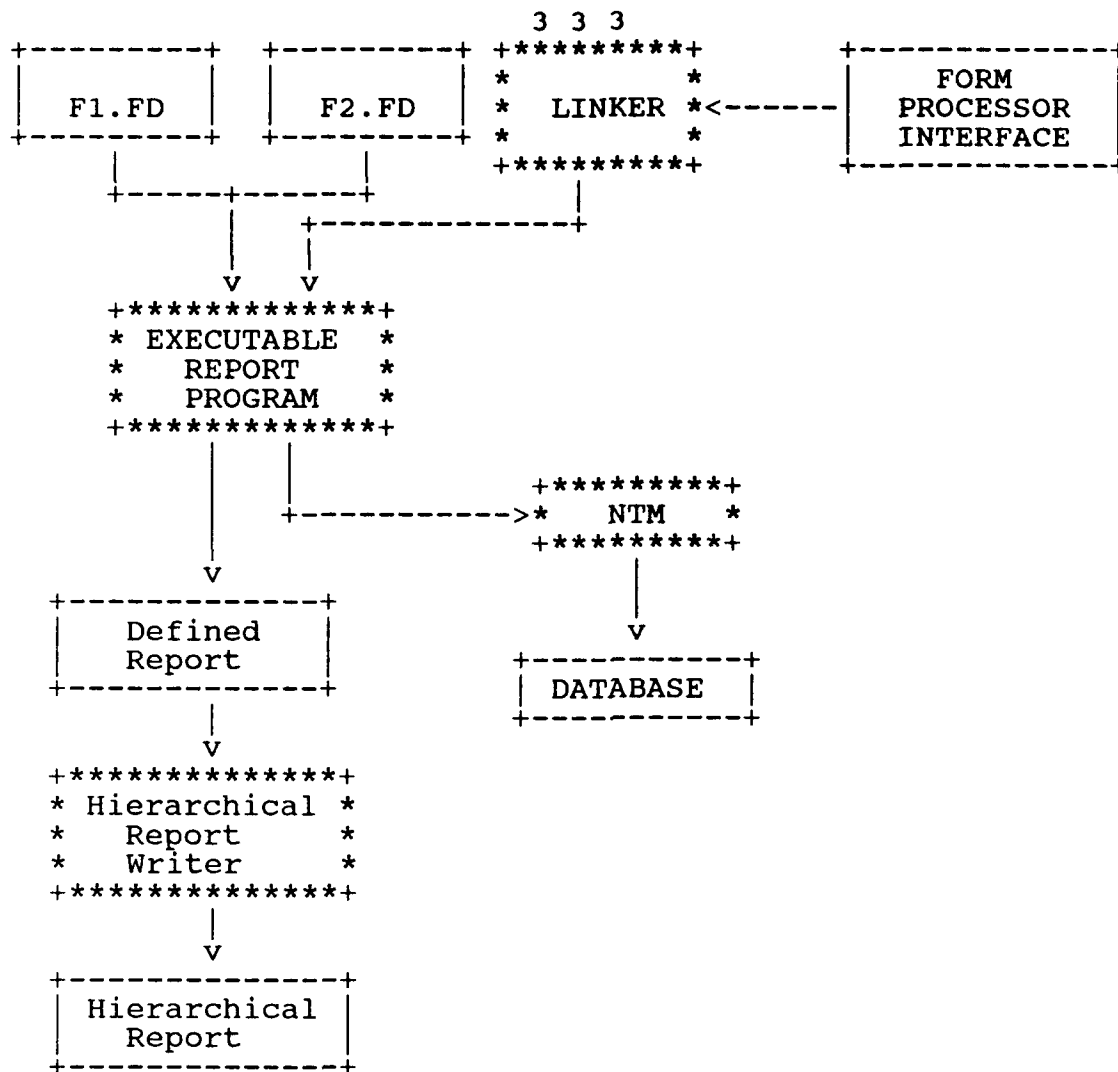 3 3 3
F1.FD
F2.FD
LINKER
FORM
PROCESSOR
INTERFACE
EXECUTABLE
REPORT
PROGRAM
NTM
Defined
Report
DATABASE
Hierarchical
Report
Writer
Hierarchical
Report